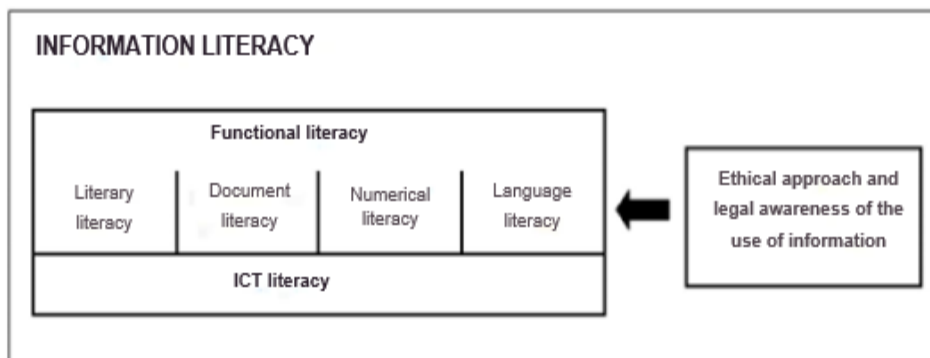 INFORMATION LITERACY
Functional literacy
Literary
literacy
Document
literacy
Numerical
literacy
Language
literacy
ICT literacy
Ethical approach and
legal awareness of the
use of information